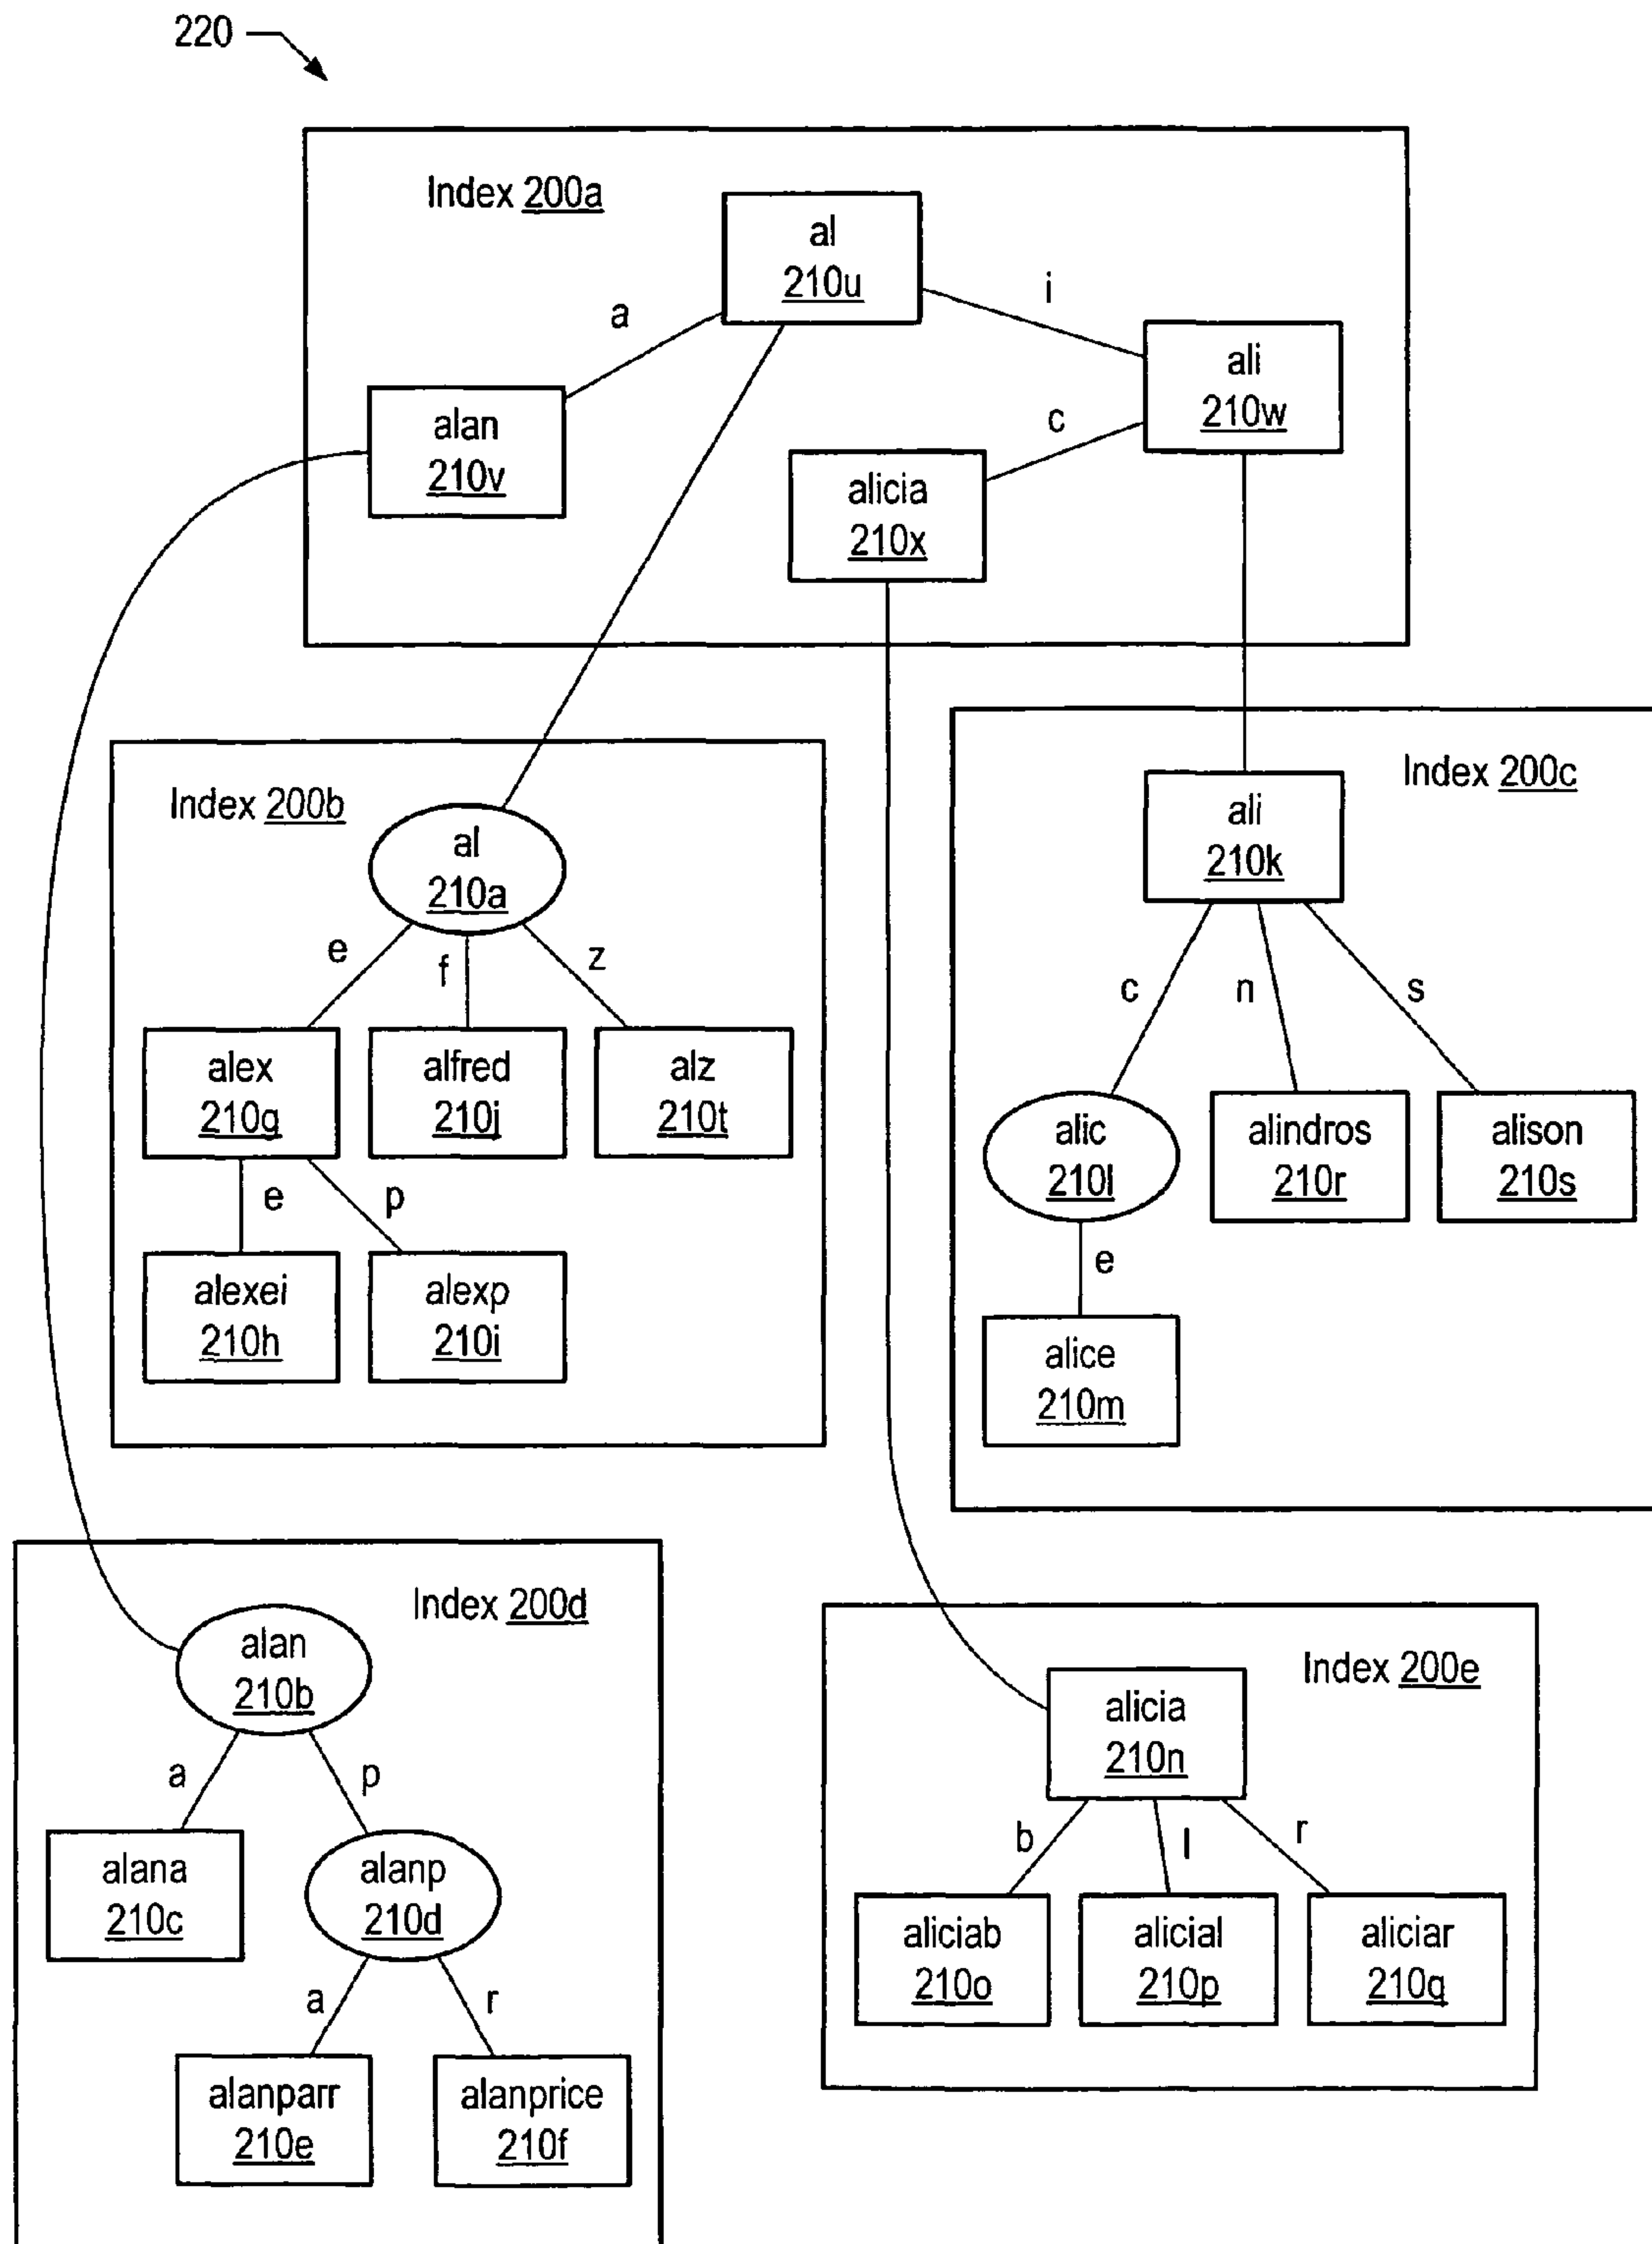 220
Index 200a
al
210u
a
i
ali
210w
alan
210v
c
alicia
210x
Index 200b
al
210a
e
f
z
alex
210g
alfred
210j
alz
210t
e
p
alexei
210h
alexp
210i
Index 200c
ali
210k
c
n
s
alic
210l
alindros
210r
alison
210s
e
alice
210m
Index 200d
alan
210b
a
p
alana
210c
alanp
210d
a
r
alanparr
210e
alanprice
210f
Index 200e
alicia
210n
b
l
r
aliciab
210o
alicial
210p
aliciar
210q